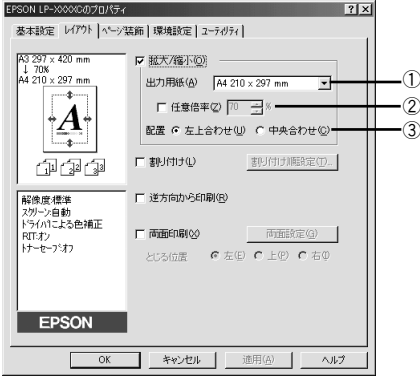 EPSON LP-XXXXCのプロパティ
基本設定 レイアウト ページ装飾 環境設定 ユーティリティ
A3 297 x 420 mm
↓ 70%
A4 210 x 297 mm
A
1 2 3
解像度:標準
スクリーン:自動
ドライバによる色補正
RIT:オン
トナーセーブ:オフ
EPSON
拡大/縮小(O)
出力用紙(A) A4 210 x 297 mm ①
任意倍率(Z) 70 % ②
配置 左上合わせ(U) 中央合わせ(C) ③
割り付け(L) 割り付け順設定(T)...
逆方向から印刷(R)
両面印刷(X) 両面設定(G)
とじる位置 左(E) 上(P) 右(I)
OK キャンセル 適用(A) ヘルプ